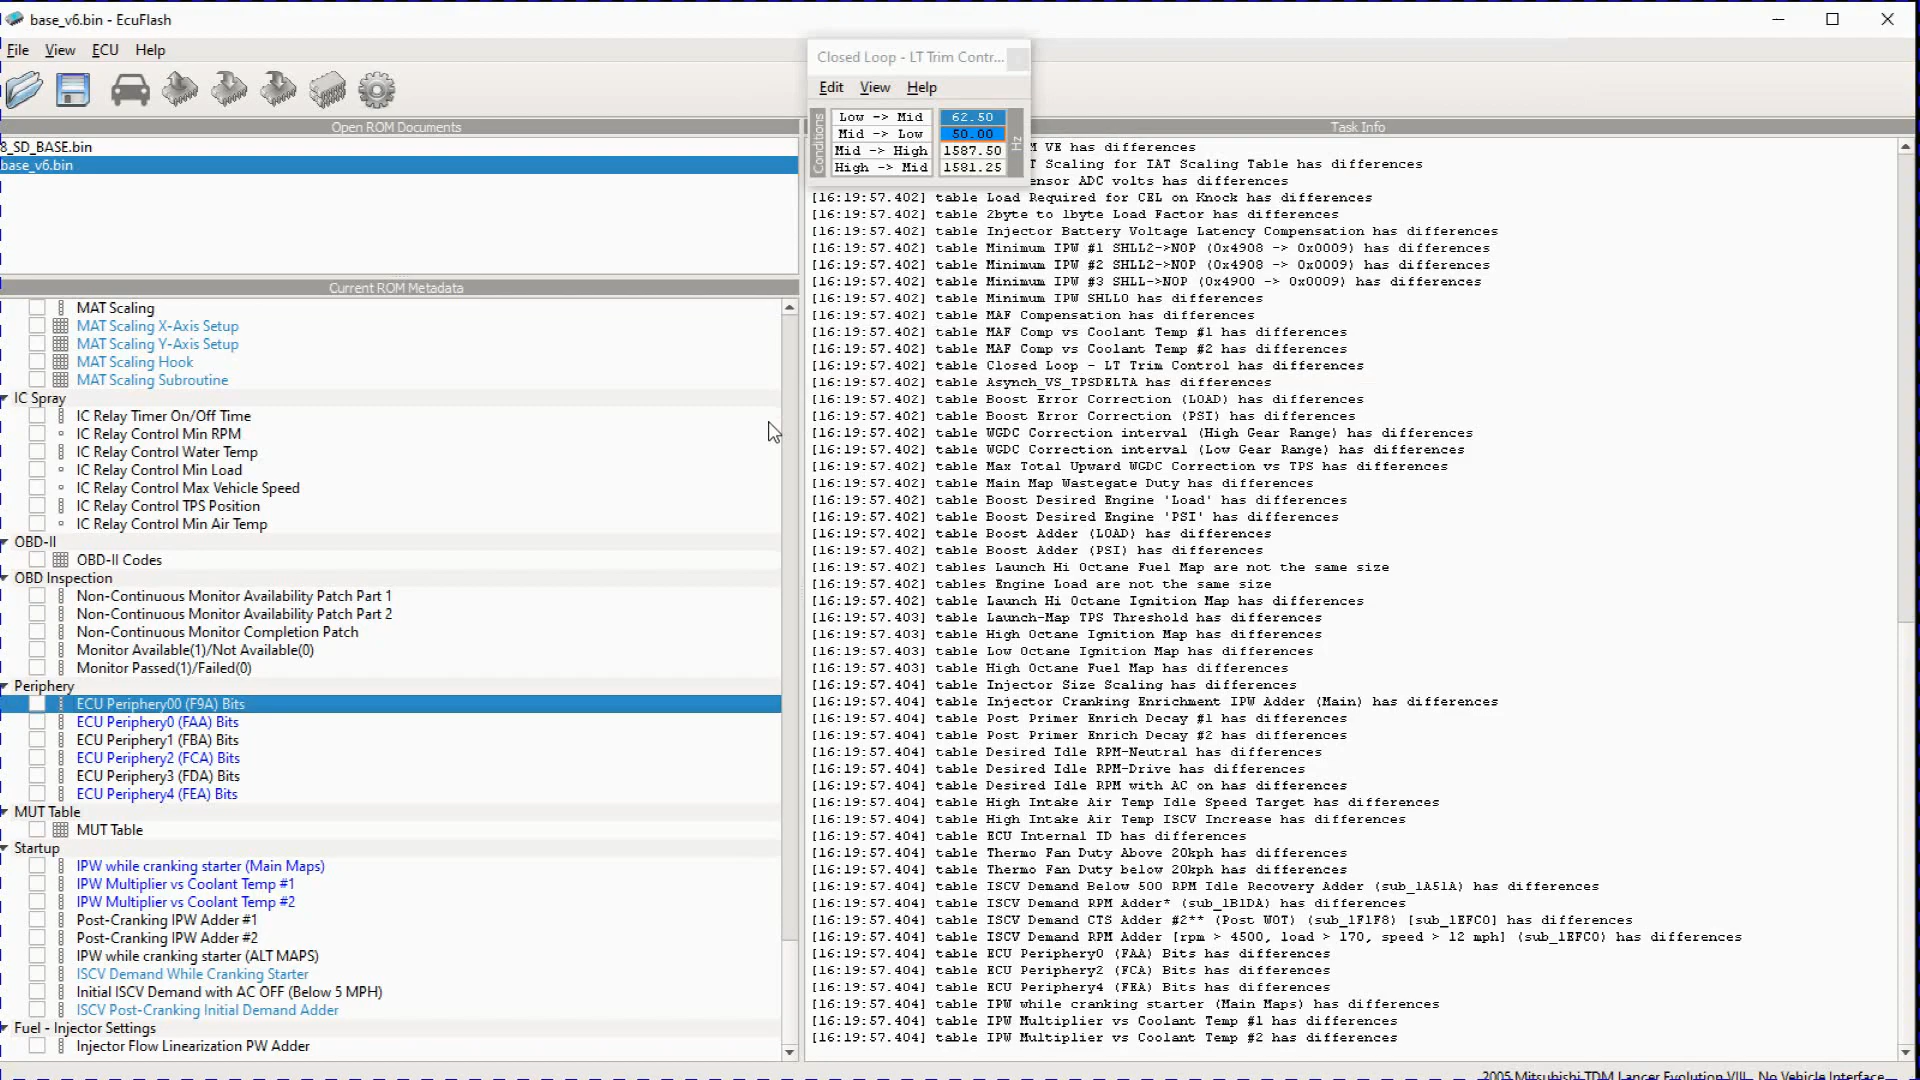 base_v6.bin - EcuFlash
File View ECU Help
Open ROM Documents
8_SD_BASE.bin
base_v6.bin
Current ROM Metadata
MAT Scaling
MAT Scaling X-Axis Setup
MAT Scaling Y-Axis Setup
MAT Scaling Hook
MAT Scaling Subroutine
IC Spray
IC Relay Timer On/Off Time
IC Relay Control Min RPM
IC Relay Control Water Temp
IC Relay Control Min Load
IC Relay Control Max Vehicle Speed
IC Relay Control TPS Position
IC Relay Control Min Air Temp
OBD-II
OBD-II Codes
OBD Inspection
Non-Continuous Monitor Availability Patch Part 1
Non-Continuous Monitor Availability Patch Part 2
Non-Continuous Monitor Completion Patch
Monitor Available(1)/Not Available(0)
Monitor Passed(1)/Failed(0)
Periphery
ECU Periphery00 (F9A) Bits
ECU Periphery0 (FAA) Bits
ECU Periphery1 (FBA) Bits
ECU Periphery2 (FCA) Bits
ECU Periphery3 (FDA) Bits
ECU Periphery4 (FEA) Bits
MUT Table
MUT Table
Startup
IPW while cranking starter (Main Maps)
IPW Multiplier vs Coolant Temp #1
IPW Multiplier vs Coolant Temp #2
Post-Cranking IPW Adder #1
Post-Cranking IPW Adder #2
IPW while cranking starter (ALT MAPS)
ISCV Demand While Cranking Starter
Initial ISCV Demand with AC OFF (Below 5 MPH)
ISCV Post-Cranking Initial Demand Adder
Fuel - Injector Settings
Injector Flow Linearization PW Adder
Closed Loop - LT Trim Contr...
Edit View Help
Conditions
Low -> Mid 62.50
Mid -> Low 50.00
Mid -> High 1587.50
High -> Mid 1581.25
Hz
Task Info
M VE has differences
T Scaling for IAT Scaling Table has differences
ensor ADC volts has differences
[16:19:57.402] table Load Required for CEL on Knock has differences
[16:19:57.402] table 2byte to 1byte Load Factor has differences
[16:19:57.402] table Injector Battery Voltage Latency Compensation has differences
[16:19:57.402] table Minimum IPW #1 SHLL2->NOP (0x4908 -> 0x0009) has differences
[16:19:57.402] table Minimum IPW #2 SHLL2->NOP (0x4908 -> 0x0009) has differences
[16:19:57.402] table Minimum IPW #3 SHLL->NOP (0x4900 -> 0x0009) has differences
[16:19:57.402] table Minimum IPW SHLL0 has differences
[16:19:57.402] table MAF Compensation has differences
[16:19:57.402] table MAF Comp vs Coolant Temp #1 has differences
[16:19:57.402] table MAF Comp vs Coolant Temp #2 has differences
[16:19:57.402] table Closed Loop - LT Trim Control has differences
[16:19:57.402] table Asynch_VS_TPSDELTA has differences
[16:19:57.402] table Boost Error Correction (LOAD) has differences
[16:19:57.402] table Boost Error Correction (PSI) has differences
[16:19:57.402] table WGDC Correction interval (High Gear Range) has differences
[16:19:57.402] table WGDC Correction interval (Low Gear Range) has differences
[16:19:57.402] table Max Total Upward WGDC Correction vs TPS has differences
[16:19:57.402] table Main Map Wastegate Duty has differences
[16:19:57.402] table Boost Desired Engine 'Load' has differences
[16:19:57.402] table Boost Desired Engine 'PSI' has differences
[16:19:57.402] table Boost Adder (LOAD) has differences
[16:19:57.402] table Boost Adder (PSI) has differences
[16:19:57.402] tables Launch Hi Octane Fuel Map are not the same size
[16:19:57.402] tables Engine Load are not the same size
[16:19:57.402] table Launch Hi Octane Ignition Map has differences
[16:19:57.403] table Launch-Map TPS Threshold has differences
[16:19:57.403] table High Octane Ignition Map has differences
[16:19:57.403] table Low Octane Ignition Map has differences
[16:19:57.403] table High Octane Fuel Map has differences
[16:19:57.404] table Injector Size Scaling has differences
[16:19:57.404] table Injector Cranking Enrichment IPW Adder (Main) has differences
[16:19:57.404] table Post Primer Enrich Decay #1 has differences
[16:19:57.404] table Post Primer Enrich Decay #2 has differences
[16:19:57.404] table Desired Idle RPM-Neutral has differences
[16:19:57.404] table Desired Idle RPM-Drive has differences
[16:19:57.404] table Desired Idle RPM with AC on has differences
[16:19:57.404] table High Intake Air Temp Idle Speed Target has differences
[16:19:57.404] table High Intake Air Temp ISCV Increase has differences
[16:19:57.404] table ECU Internal ID has differences
[16:19:57.404] table Thermo Fan Duty Above 20kph has differences
[16:19:57.404] table Thermo Fan Duty below 20kph has differences
[16:19:57.404] table ISCV Demand Below 500 RPM Idle Recovery Adder (sub_1A51A) has differences
[16:19:57.404] table ISCV Demand RPM Adder* (sub_1B1DA) has differences
[16:19:57.404] table ISCV Demand CTS Adder #2** (Post WOT) (sub_1F1F8) [sub_1EFC0] has differences
[16:19:57.404] table ISCV Demand RPM Adder [rpm > 4500, load > 170, speed > 12 mph] (sub_1EFC0) has differences
[16:19:57.404] table ECU Periphery0 (FAA) Bits has differences
[16:19:57.404] table ECU Periphery2 (FCA) Bits has differences
[16:19:57.404] table ECU Periphery4 (FEA) Bits has differences
[16:19:57.404] table IPW while cranking starter (Main Maps) has differences
[16:19:57.404] table IPW Multiplier vs Coolant Temp #1 has differences
[16:19:57.404] table IPW Multiplier vs Coolant Temp #2 has differences
2005 Mitsubishi TDM Lancer Evolution VIII No Vehicle Interface